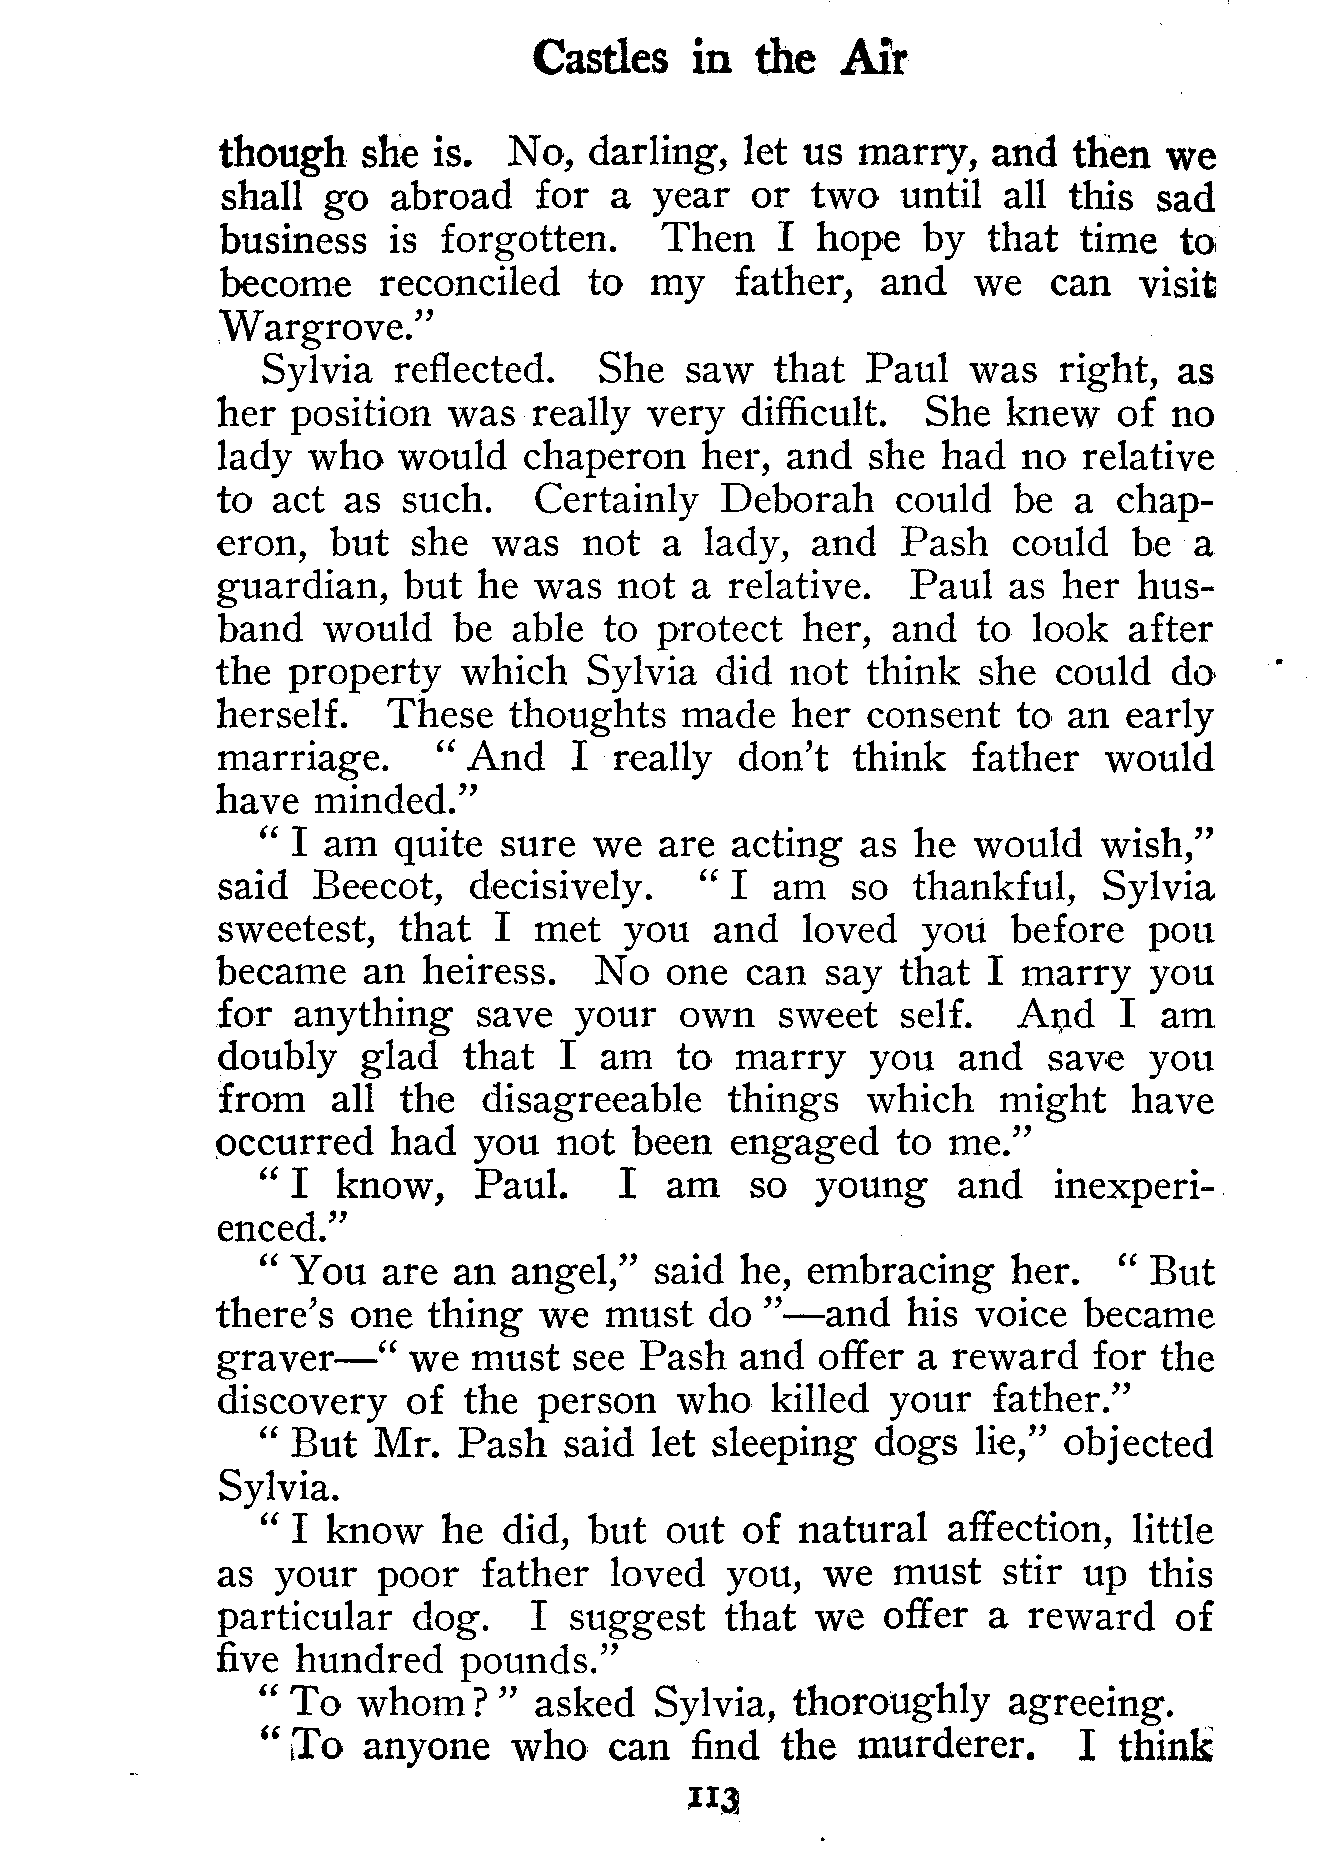 Castles in the Air
though she is. No, darling, let us marry, and then we
shall go abroad for a year or two until all this sad
business is forgotten. Then I hope by that time to
become reconciled to my father, and we can visit
Wargrove.”
Sylvia reflected. She saw that Paul was right, as
her position was really very difficult. She knew of no
lady who would chaperon her, and she had no relative
to act as such. Certainly Deborah could be a chap-
eron, but she was not a lady, and Pash could be a
guardian, but he was not a relative. Paul as her hus-
band would be able to protect her, and to look after
the property which Sylvia did not think she could do
herself. These thoughts made her consent to an early
marriage. “ And I really don’t think father would
have minded.”
“ I am quite sure we are acting as he would wish,”
said Beecot, decisively. “ I am so thankful, Sylvia
sweetest, that I met you and loved you before pou
became an heiress. No one can say that I marry you
for anything save your own sweet self. And I am
doubly glad that I am to marry you and save you
from all the disagreeable things which might have
occurred had you not been engaged to me.”
“ I know, Paul. I am so young and inexperi-
enced.”
“ You are an angel,” said he, embracing her. “ But
there’s one thing we must do ”—and his voice became
graver—“ we must see Pash and offer a reward for the
discovery of the person who killed your father.”
“ But Mr. Pash said let sleeping dogs lie,” objected
Sylvia.
“ I know he did, but out of natural affection, little
as your poor father loved you, we must stir up this
particular dog. I suggest that we offer a reward of
five hundred pounds.”
“ To whom? ” asked Sylvia, thoroughly agreeing.
“ To anyone who can find the murderer. I think
113